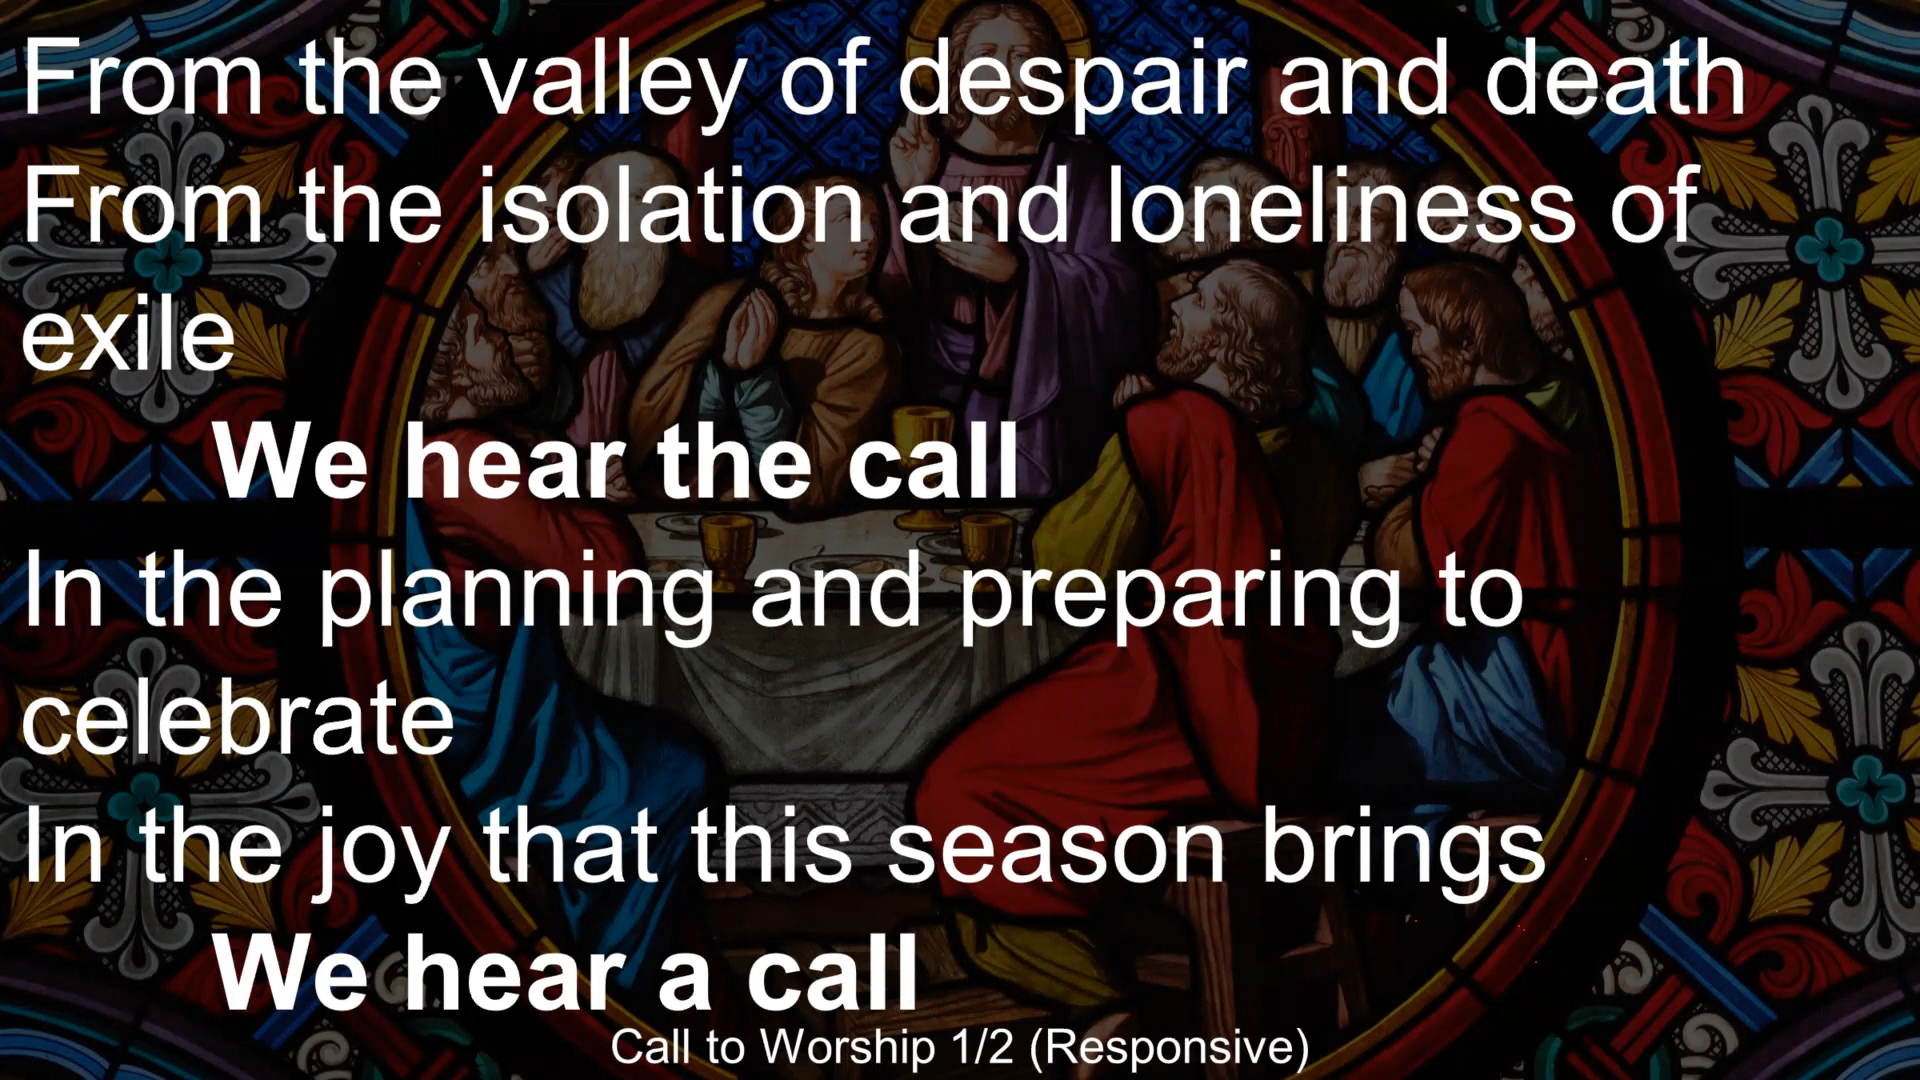 From the valley of despair and death
From the isolation and loneliness of
exile
We hear the call
In the planning and preparing to
celebrate
In the joy that this season brings
We hear a call
Call to Worship 1/2 (Responsive)